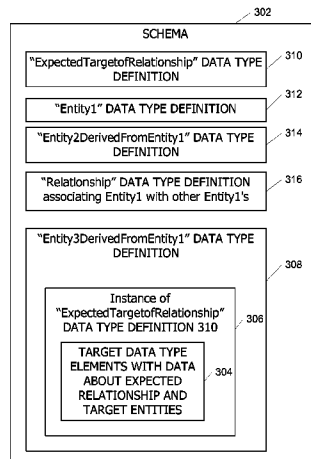 302
SCHEMA
"ExpectedTargetofRelationship" DATA TYPE
DEFINITION
310
"Entity1" DATA TYPE DEFINITION
312
"Entity2DerivedFromEntity1" DATA TYPE
DEFINITION
314
"Relationship" DATA TYPE DEFINITION
associating Entity1 with other Entity1's
316
"Entity3DerivedFromEntity1" DATA TYPE
DEFINITION
308
Instance of
"ExpectedTargetofRelationship"
DATA TYPE DEFINITION 310
306
TARGET DATA TYPE
ELEMENTS WITH DATA
ABOUT EXPECTED
RELATIONSHIP AND
TARGET ENTITIES
304